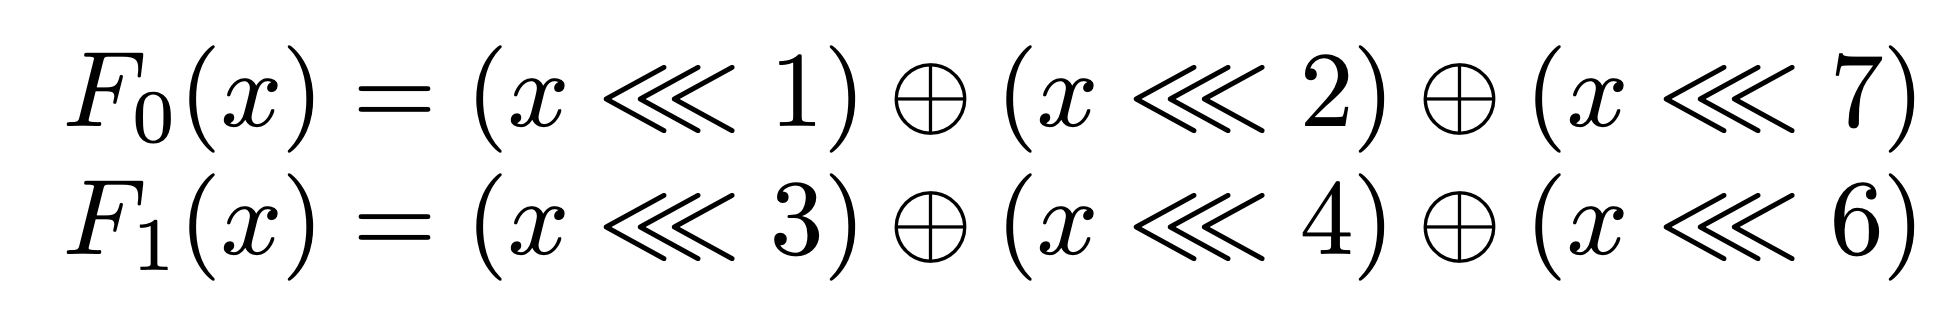 F₀(x) = (x ⋘ 1) ⊕ (x ⋘ 2) ⊕ (x ⋘ 7)
F₁(x) = (x ⋘ 3) ⊕ (x ⋘ 4) ⊕ (x ⋘ 6)